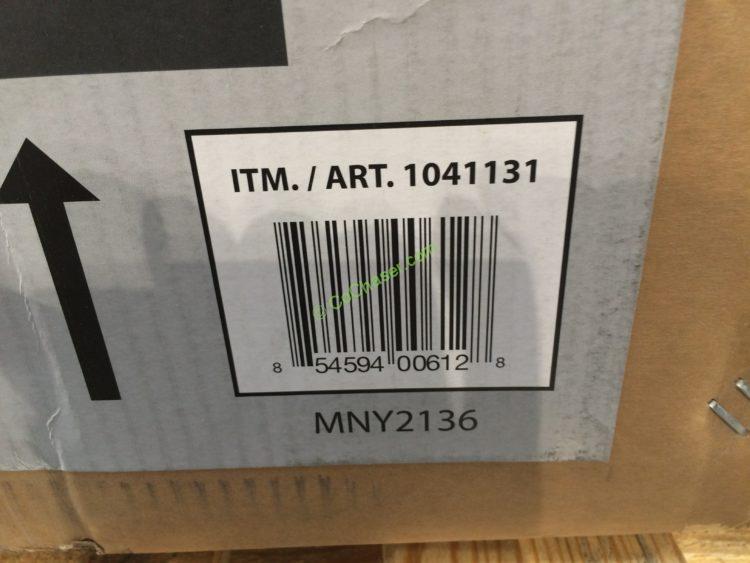 ITM. / ART. 1041131
© CoChaser.com
8 54594 00612 8
MNY2136